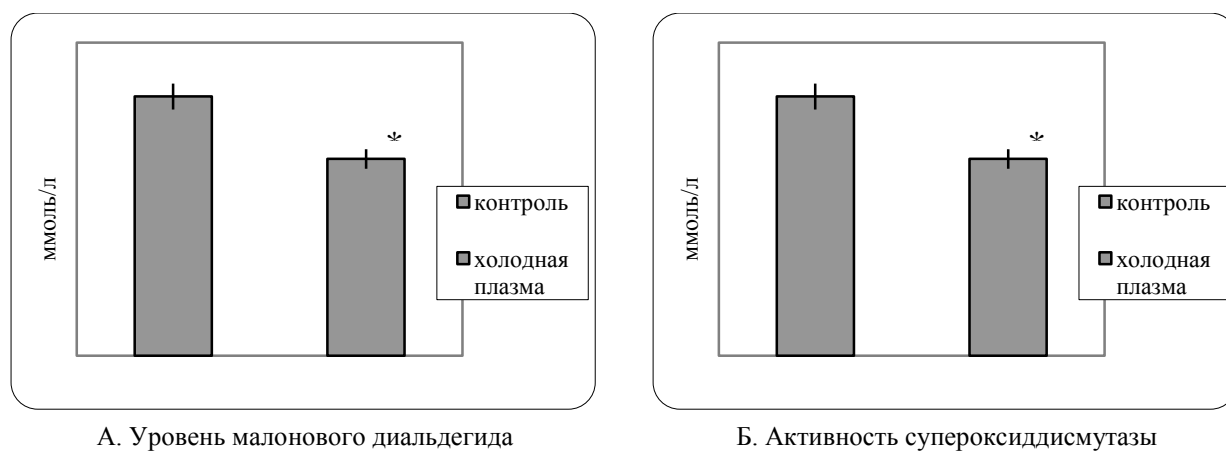 ммоль/л
*
контроль
холодная
плазма
А. Уровень малонового диальдегида
ммоль/л
*
контроль
холодная
плазма
Б. Активность супероксиддисмутазы